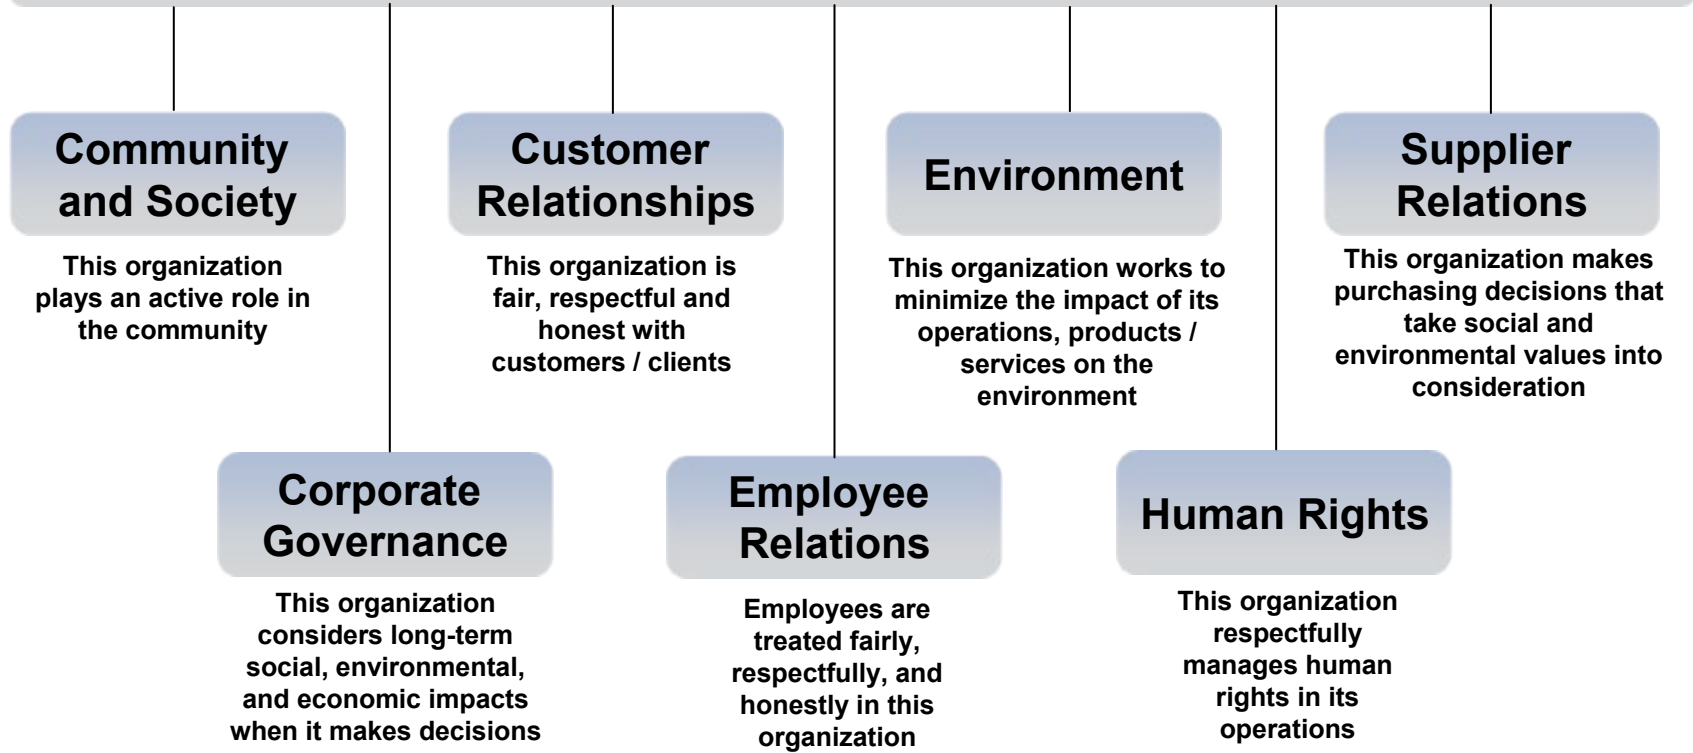 Community
and Society
This organization
plays an active role in
the community
Customer
Relationships
This organization is
fair, respectful and
honest with
customers / clients
Environment
This organization works to
minimize the impact of its
operations, products /
services on the
environment
Supplier
Relations
This organization makes
purchasing decisions that
take social and
environmental values into
consideration
Corporate
Governance
This organization
considers long-term
social, environmental,
and economic impacts
when it makes decisions
Employee
Relations
Employees are
treated fairly,
respectfully, and
honestly in this
organization
Human Rights
This organization
respectfully
manages human
rights in its
operations